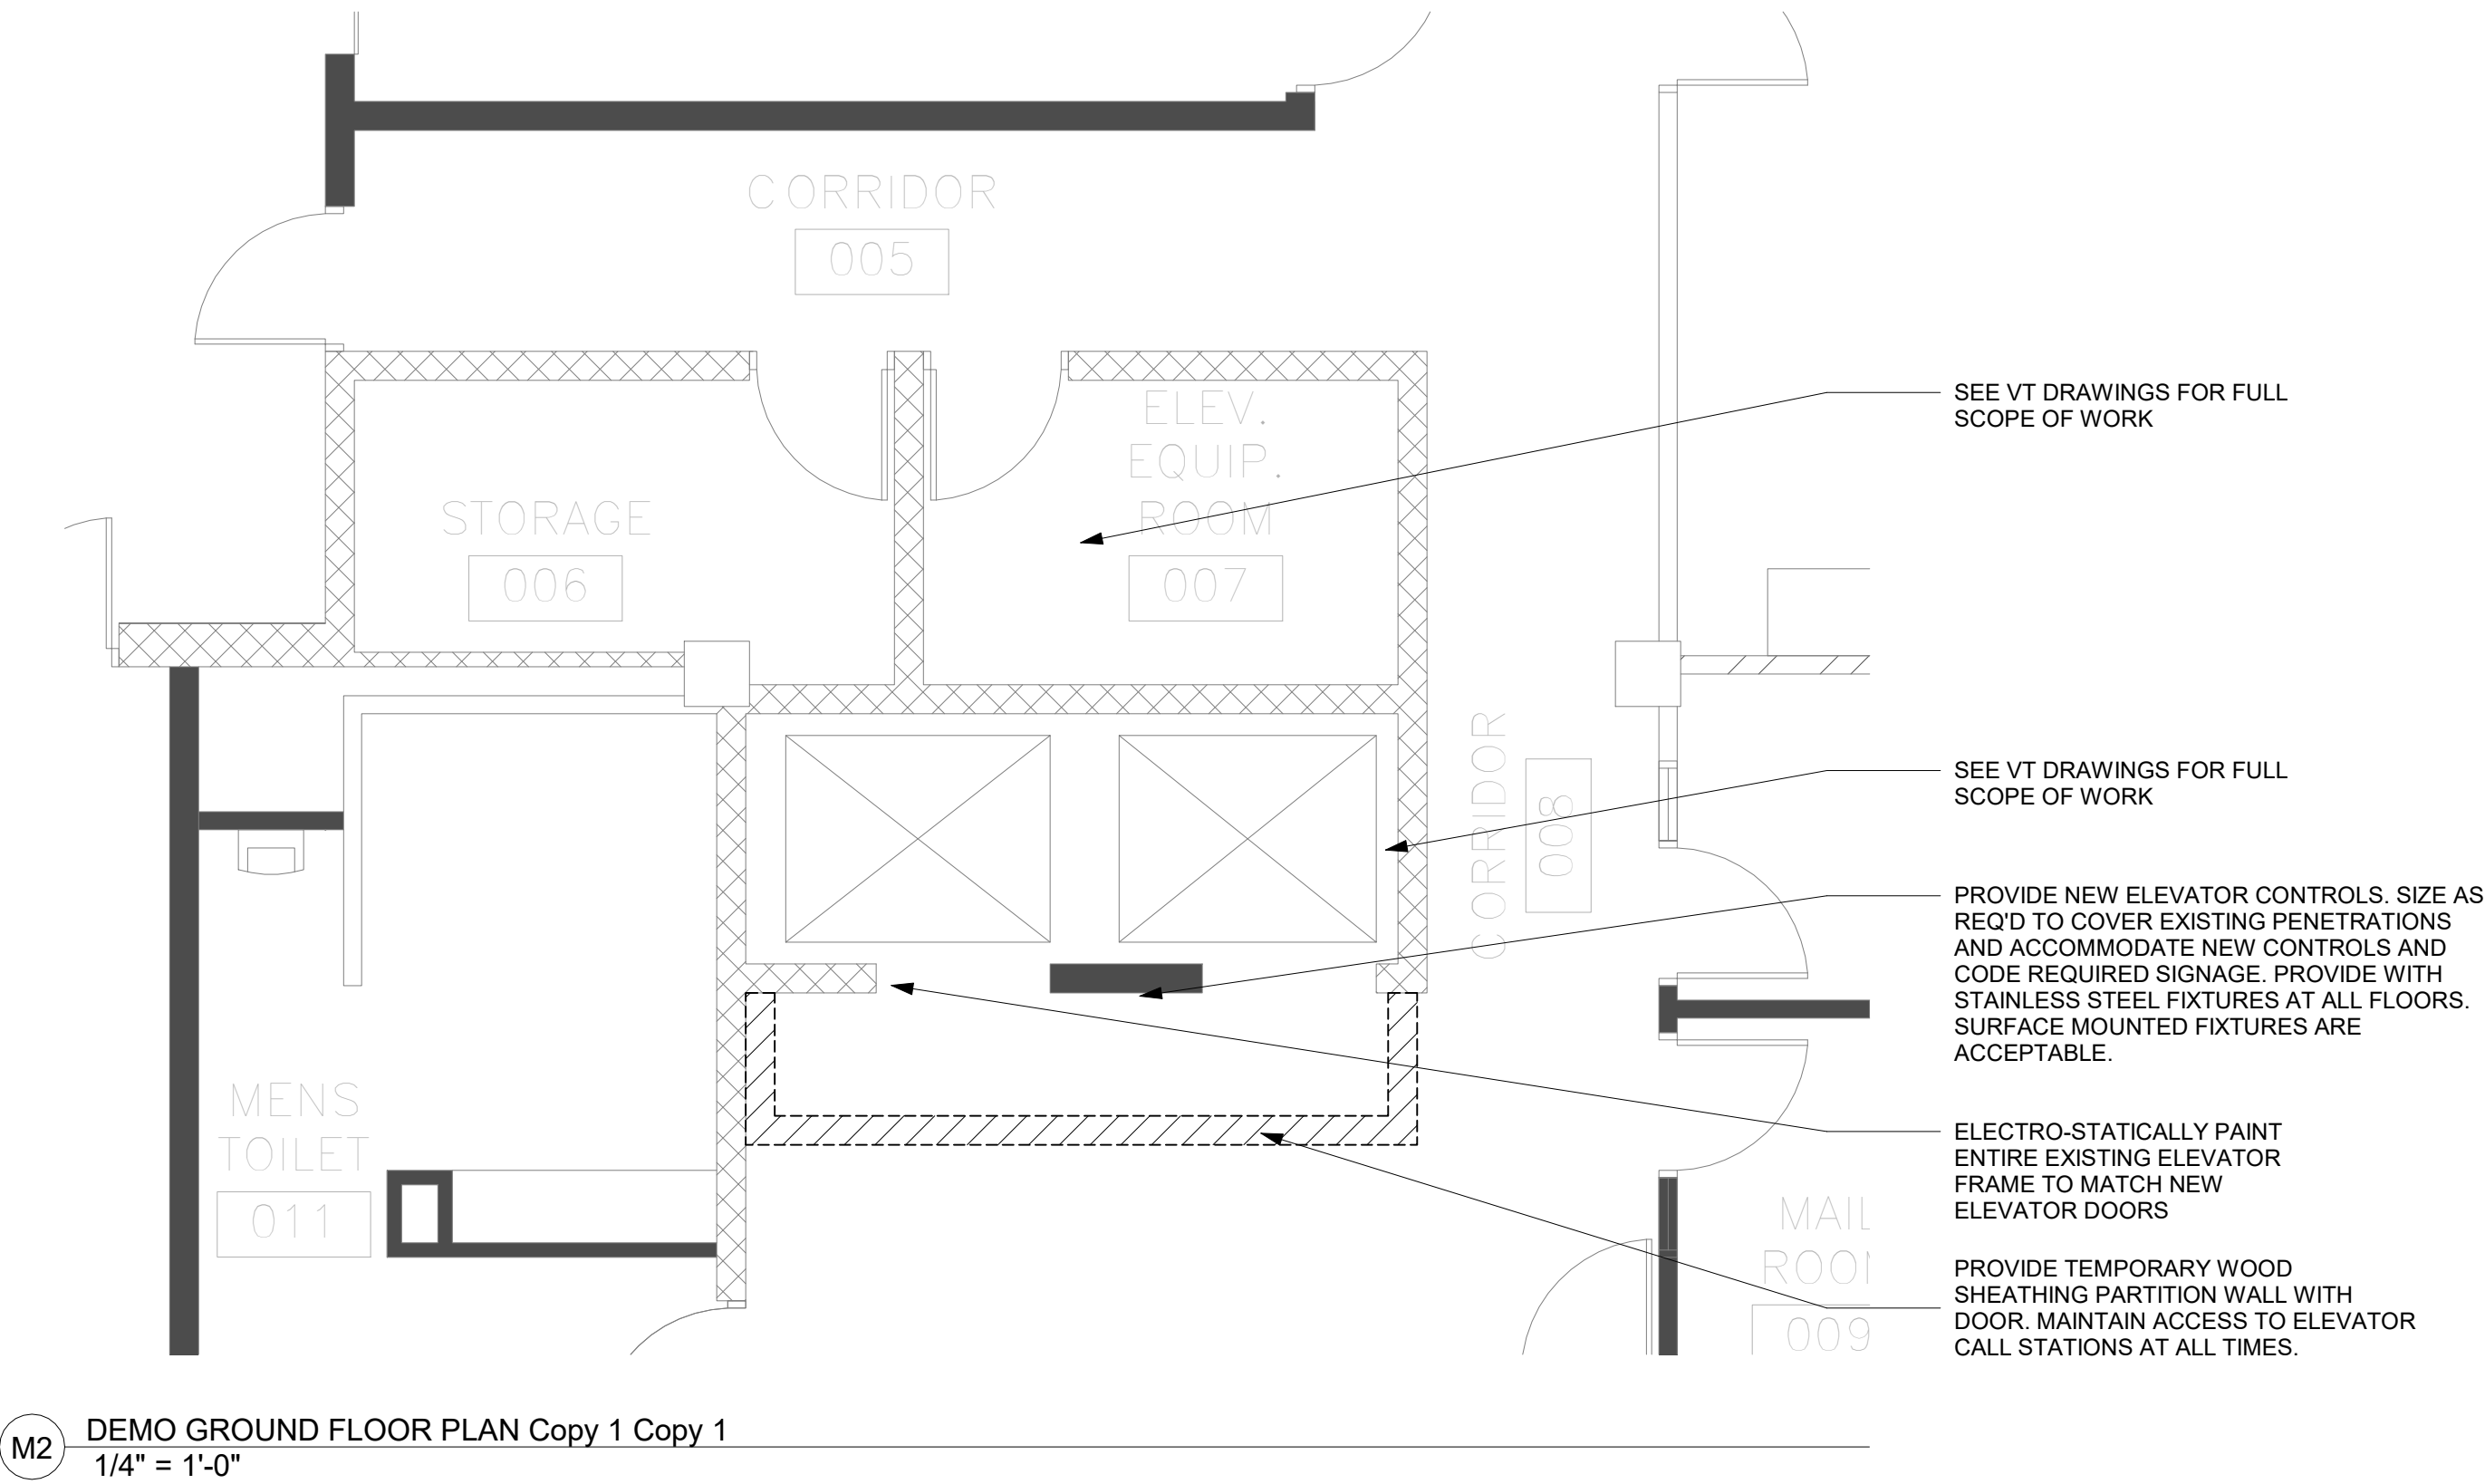 CORRIDOR
005
ELEV.
EQUIP.
ROOM
007
STORAGE
006
CORRIDOR
008
MENS
TOILET
011
MAIL
009
SEE VT DRAWINGS FOR FULL
SCOPE OF WORK
SEE VT DRAWINGS FOR FULL
SCOPE OF WORK
PROVIDE NEW ELEVATOR CONTROLS. SIZE AS
REQ'D TO COVER EXISTING PENETRATIONS
AND ACCOMMODATE NEW CONTROLS AND
CODE REQUIRED SIGNAGE. PROVIDE WITH
STAINLESS STEEL FIXTURES AT ALL FLOORS.
SURFACE MOUNTED FIXTURES ARE
ACCEPTABLE.
ELECTRO-STATICALLY PAINT
ENTIRE EXISTING ELEVATOR
FRAME TO MATCH NEW
ELEVATOR DOORS
PROVIDE TEMPORARY WOOD
SHEATHING PARTITION WALL WITH
DOOR. MAINTAIN ACCESS TO ELEVATOR
CALL STATIONS AT ALL TIMES.
M2
DEMO GROUND FLOOR PLAN Copy 1 Copy 1
1/4" = 1'-0"